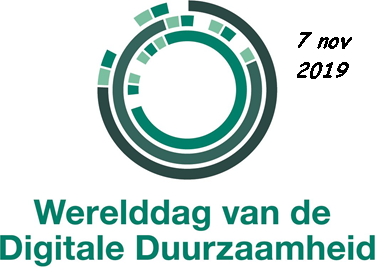 7 nov
2019
Werelddag van de
Digitale Duurzaamheid